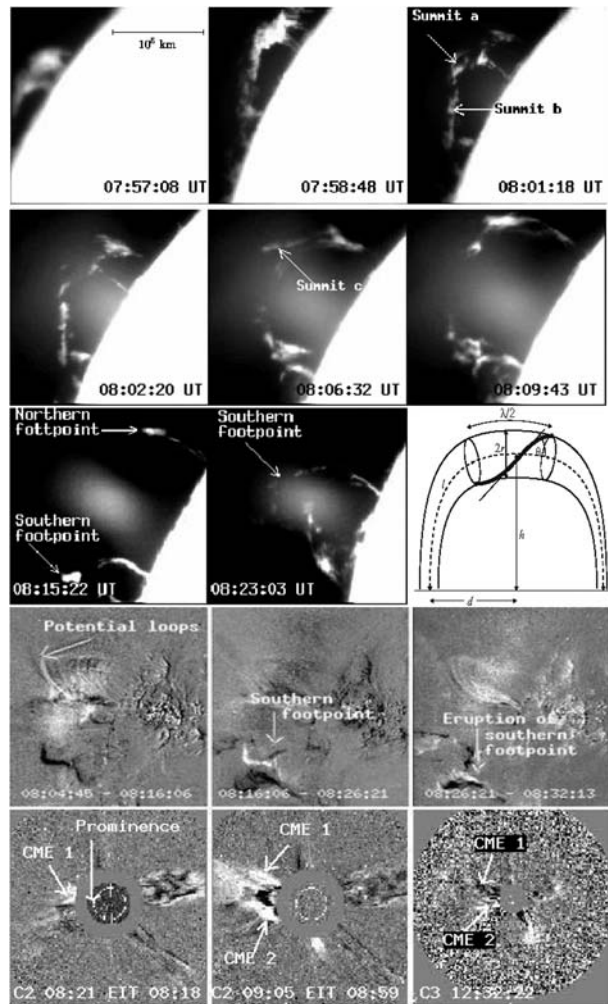 10⁵ km
07:57:08 UT
07:58:48 UT
Summit a
Summit b
08:01:18 UT
08:02:20 UT
Summit c
08:06:32 UT
08:09:43 UT
Northern
fottpoint
Southern
footpoint
08:15:22 UT
Southern
footpoint
08:23:03 UT
λ/2
2r
l
h
d
Potential loops
08:04:45 - 08:16:06
Southern
footpoint
08:16:06 - 08:26:21
Eruption of
southern
footpoint
08:26:21 - 08:32:13
Prominence
CME 1
C2 08:21 EIT 08:18
CME 1
CME 2
C2 09:05 EIT 08:59
CME 1
CME 2
C3